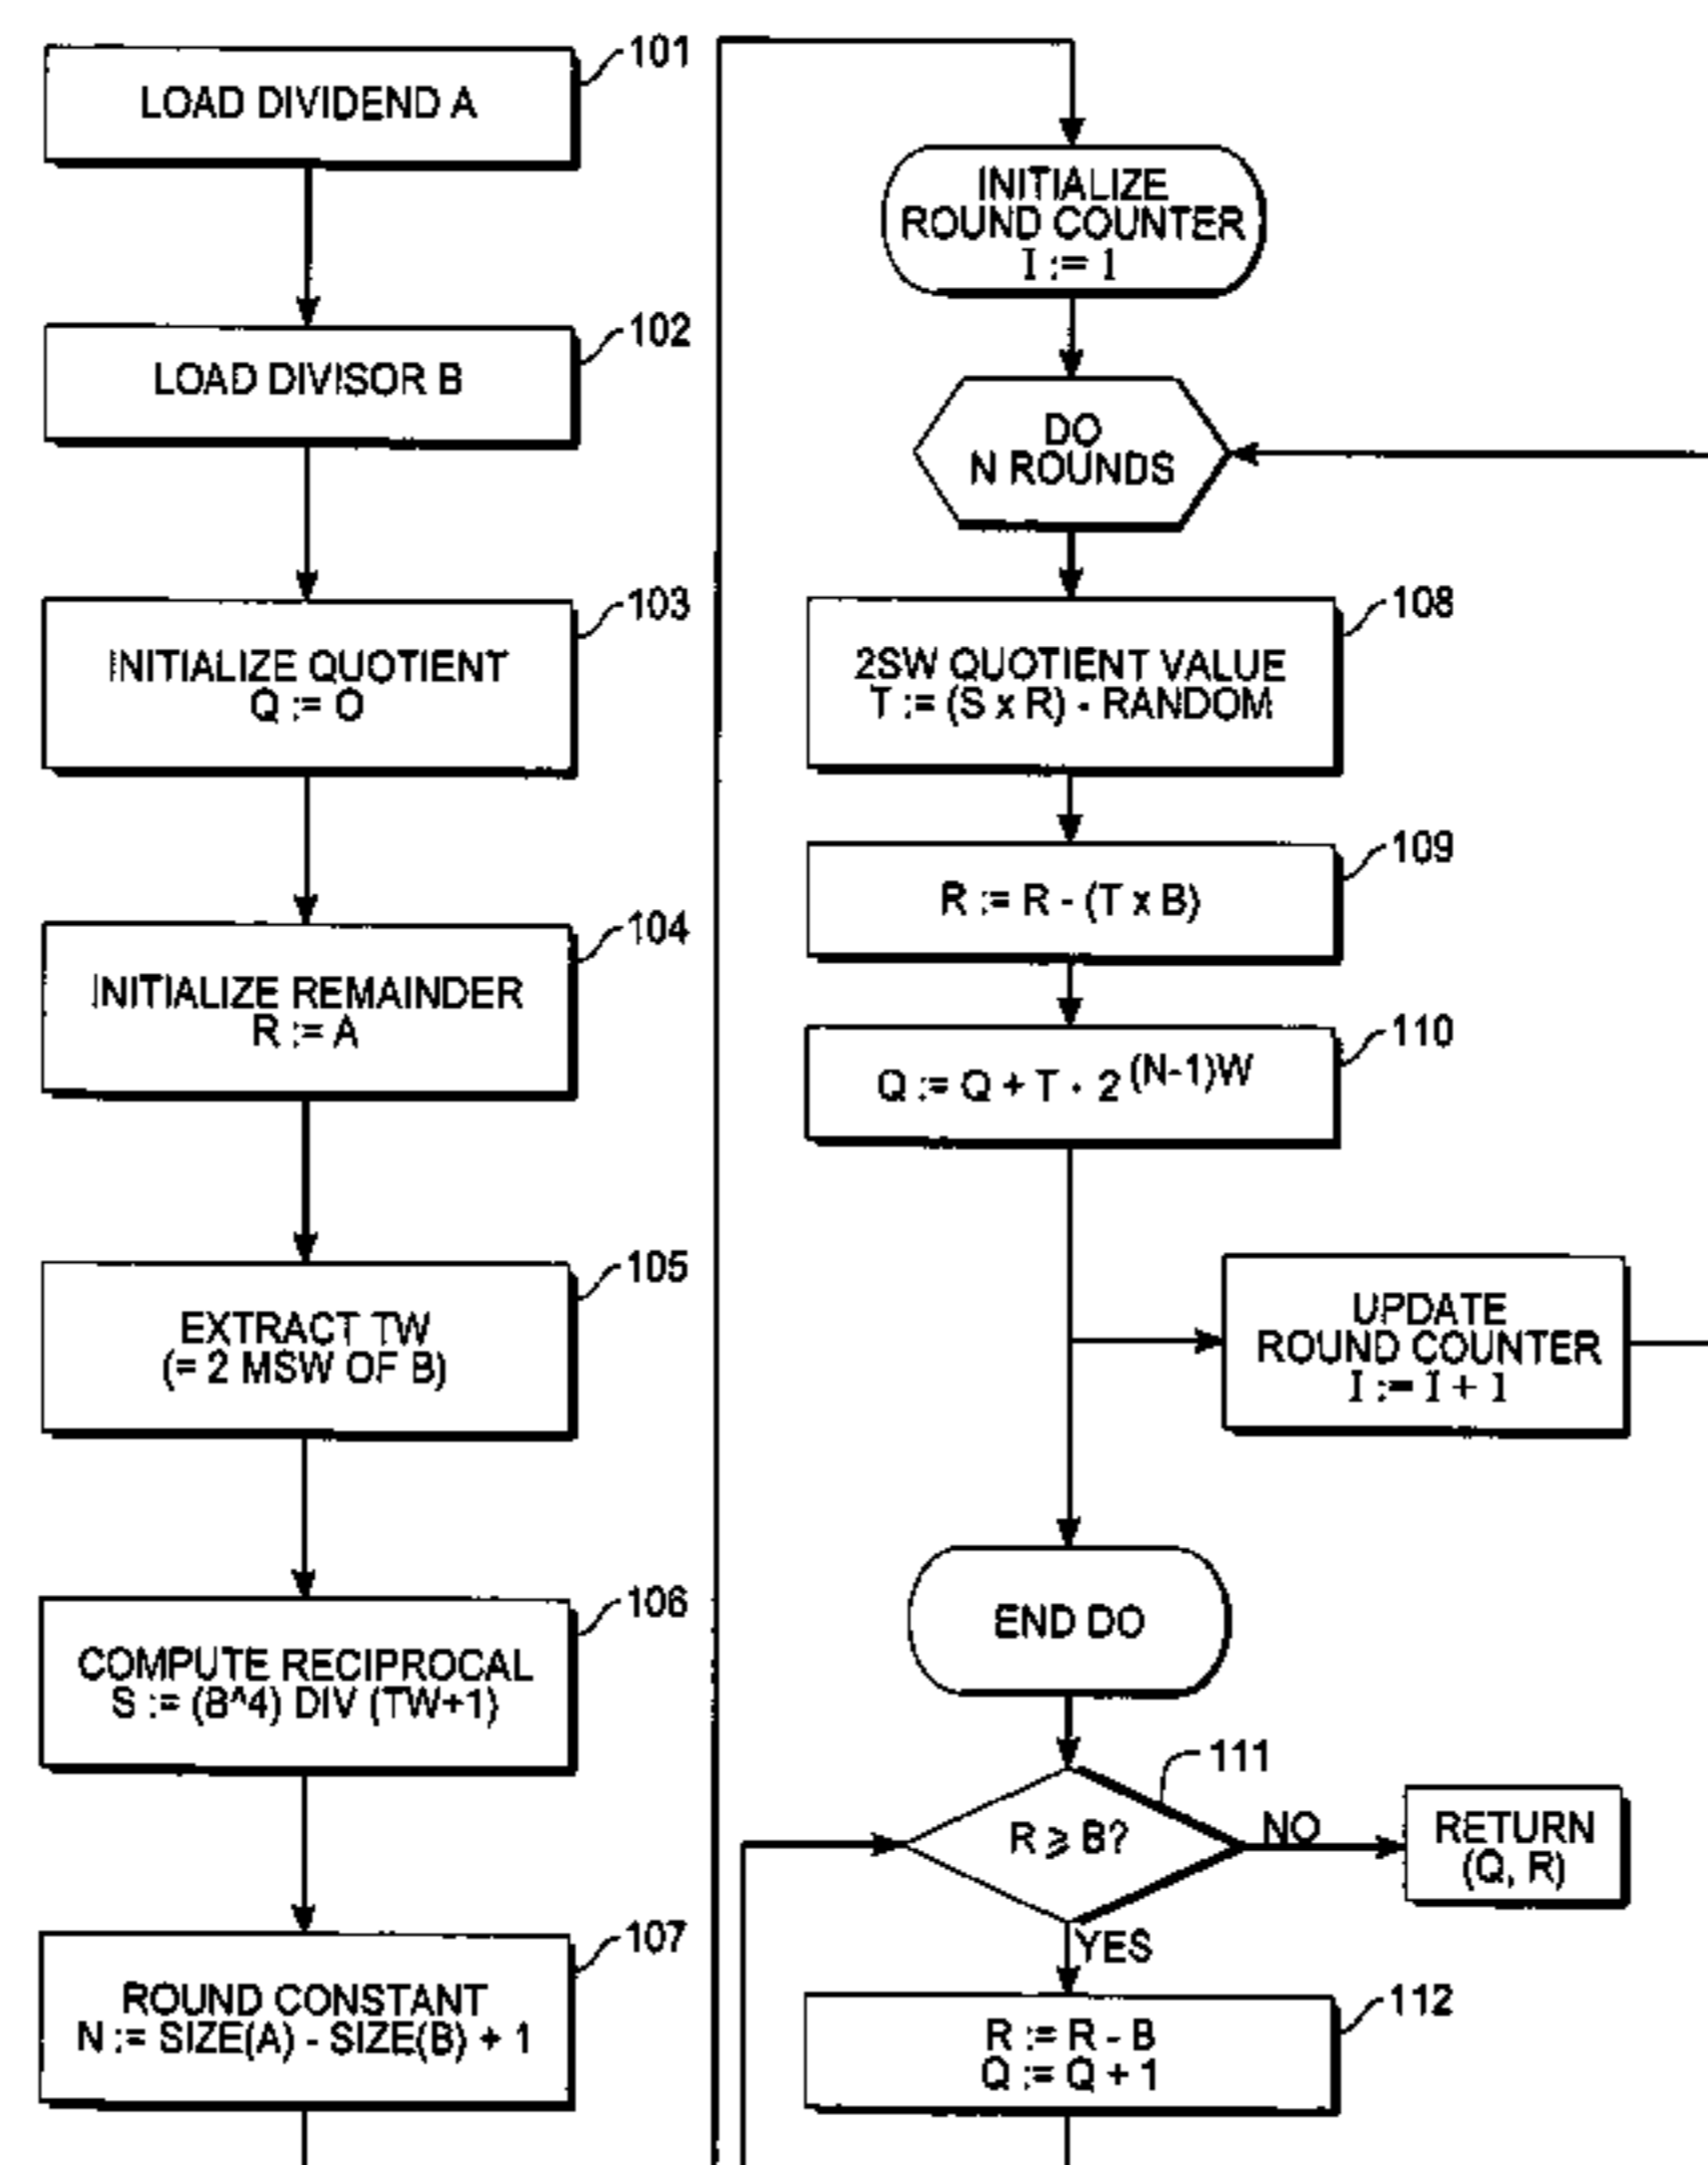 101
LOAD DIVIDEND A
102
LOAD DIVISOR B
103
INITIALIZE QUOTIENT
Q := O
104
INITIALIZE REMAINDER
R := A
105
EXTRACT TW
(= 2 MSW OF B)
106
COMPUTE RECIPROCAL
S := (8^4) DIV (TW+1)
107
ROUND CONSTANT
N := SIZE(A) - SIZE(B) + 1
INITIALIZE
ROUND COUNTER
I := 1
DO
N ROUNDS
108
2SW QUOTIENT VALUE
T := (S x R) - RANDOM
109
R := R - (T x B)
110
Q := Q + T · 2 (N-1)W
UPDATE
ROUND COUNTER
I := I + 1
END DO
111
R ⩾ B?
NO
RETURN
(Q, R)
YES
112
R := R - B
Q := Q + 1